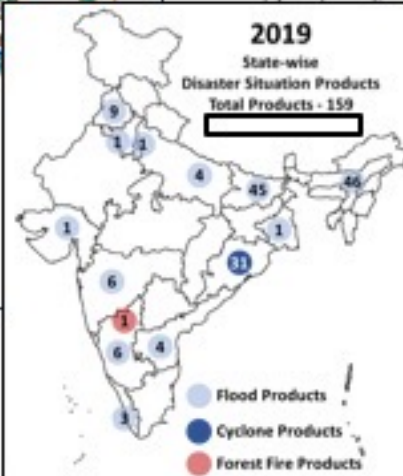 2019
State-wise
Disaster Situation Products
Total Products - 159
9
1 1
4
45
46
1
1
31
6
1
6
4
3
Flood Products
Cyclone Products
Forest Fire Products